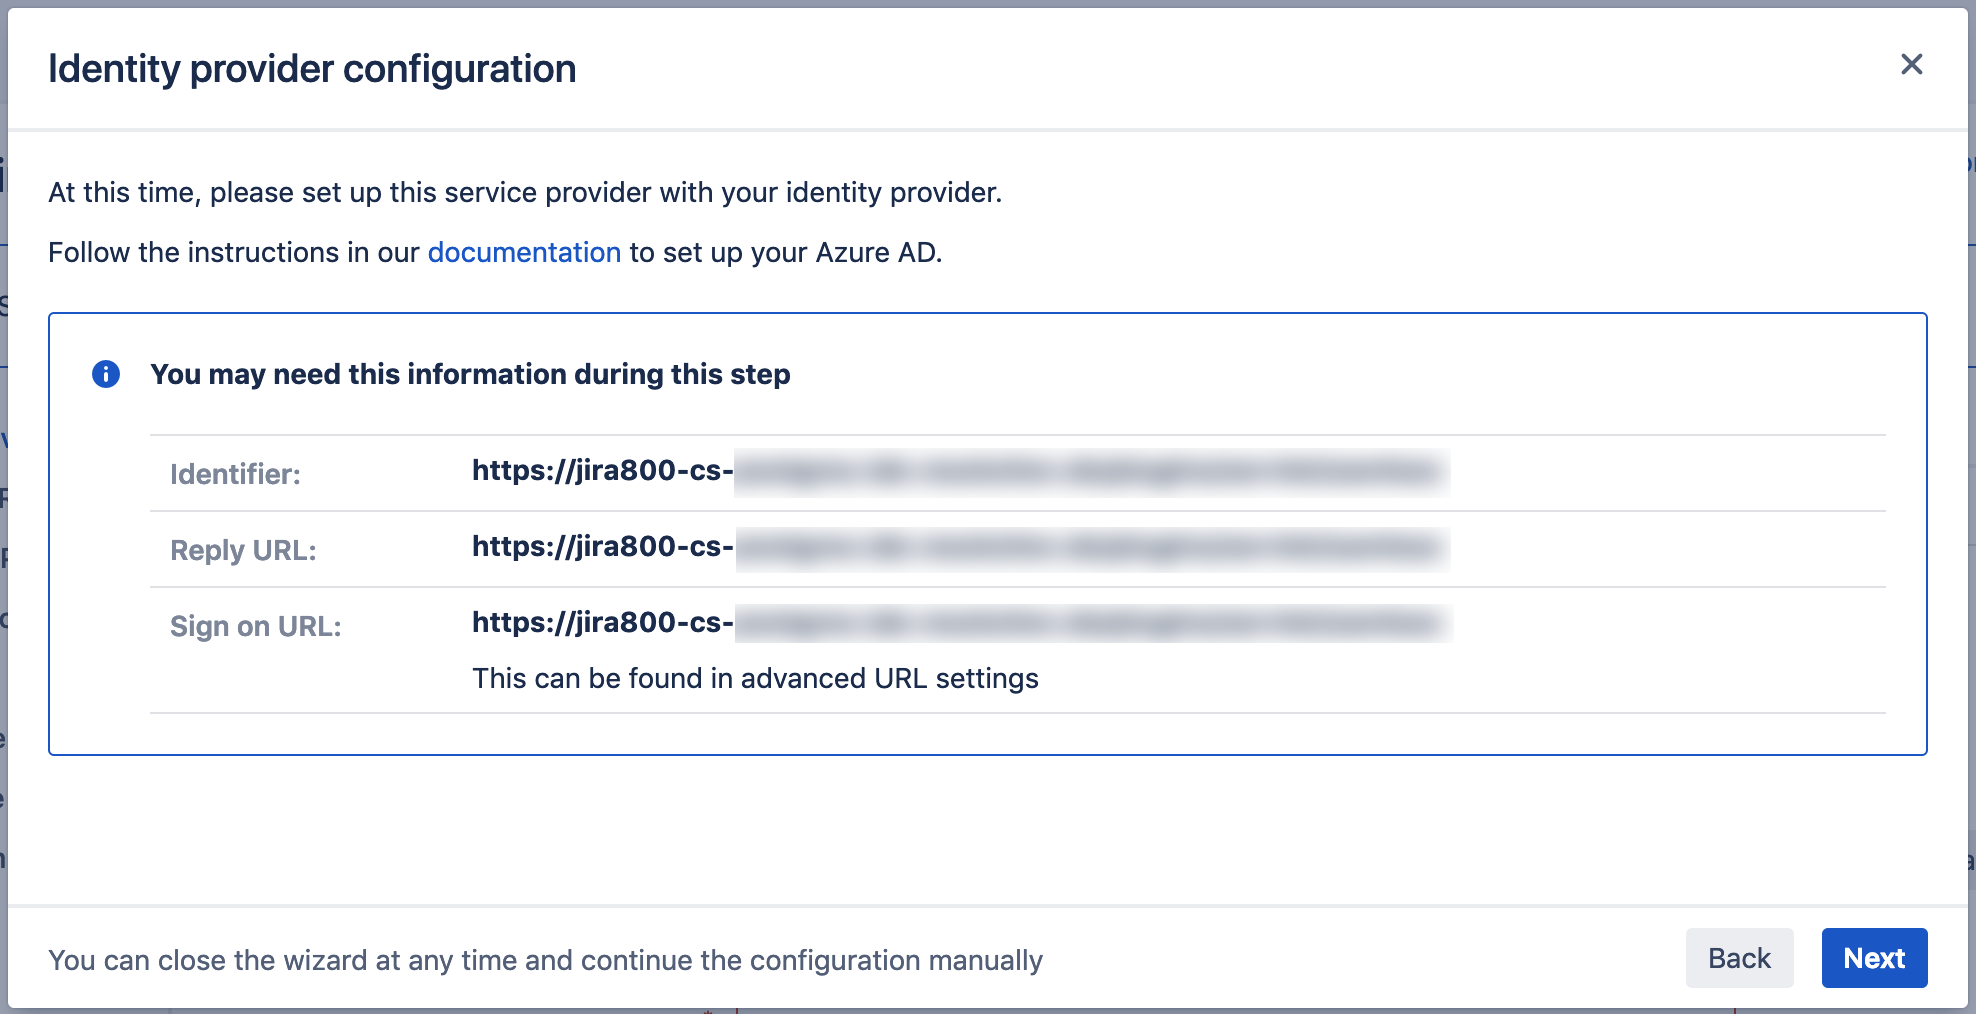 Identity provider configuration
At this time, please set up this service provider with your identity provider.
Follow the instructions in our documentation to set up your Azure AD.
You may need this information during this step
Identifier: https://jira800-cs-
Reply URL: https://jira800-cs-
Sign on URL: https://jira800-cs-
This can be found in advanced URL settings
You can close the wizard at any time and continue the configuration manually
Back Next